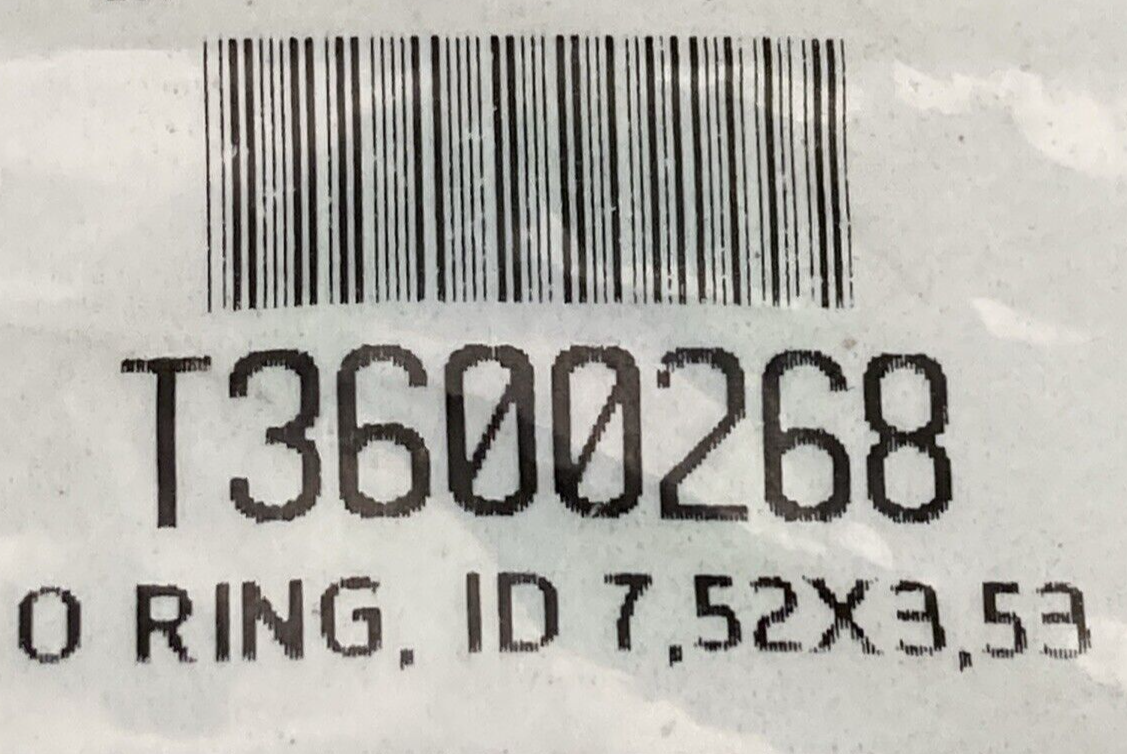 T3600268
O RING, ID 7,52X3,53